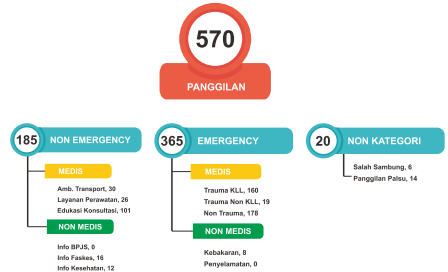 570
PANGGILAN
185
NON EMERGENCY
MEDIS
Amb. Transport, 30
Layanan Perawatan, 26
Edukasi Konsultasi, 101
NON MEDIS
Info BPJS, 0
Info Faskes, 16
Info Kesehatan, 12
365
EMERGENCY
MEDIS
Trauma KLL, 160
Trauma Non KLL, 19
Non Trauma, 178
NON MEDIS
Kebakaran, 8
Penyelamatan, 0
20
NON KATEGORI
Salah Sambung, 6
Panggilan Palsu, 14